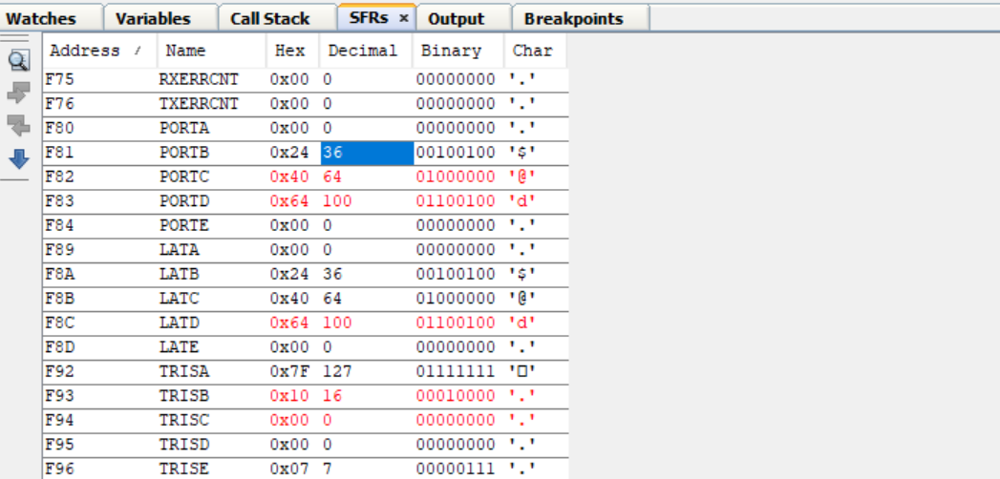 Watches Variables Call Stack SFRs × Output Breakpoints
Address / Name Hex Decimal Binary Char
F75 RXERRCNT 0x00 0 00000000 '.'
F76 TXERRCNT 0x00 0 00000000 '.'
F80 PORTA 0x00 0 00000000 '.'
F81 PORTB 0x24 36 00100100 '$'
F82 PORTC 0x40 64 01000000 '@'
F83 PORTD 0x64 100 01100100 'd'
F84 PORTE 0x00 0 00000000 '.'
F89 LATA 0x00 0 00000000 '.'
F8A LATB 0x24 36 00100100 '$'
F8B LATC 0x40 64 01000000 '@'
F8C LATD 0x64 100 01100100 'd'
F8D LATE 0x00 0 00000000 '.'
F92 TRISA 0x7F 127 01111111 '□'
F93 TRISB 0x10 16 00010000 '.'
F94 TRISC 0x00 0 00000000 '.'
F95 TRISD 0x00 0 00000000 '.'
F96 TRISE 0x07 7 00000111 '.'